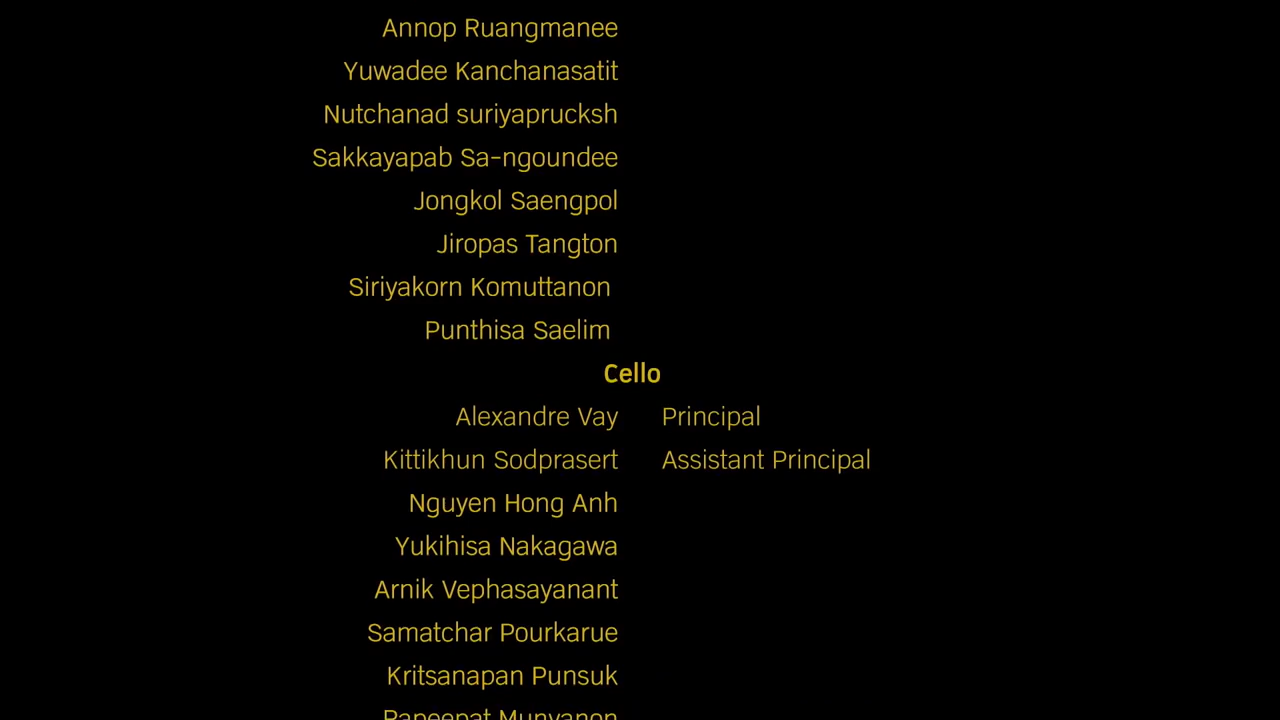 Annop Ruangmanee
Yuwadee Kanchanasatit
Nutchanad suriyaprucksh
Sakkayapab Sa-ngoundee
Jongkol Saengpol
Jiropas Tangton
Siriyakorn Komuttanon
Punthisa Saelim
Cello
Alexandre Vay Principal
Kittikhun Sodprasert Assistant Principal
Nguyen Hong Anh
Yukihisa Nakagawa
Arnik Vephasayanant
Samatchar Pourkarue
Kritsanapan Punsuk